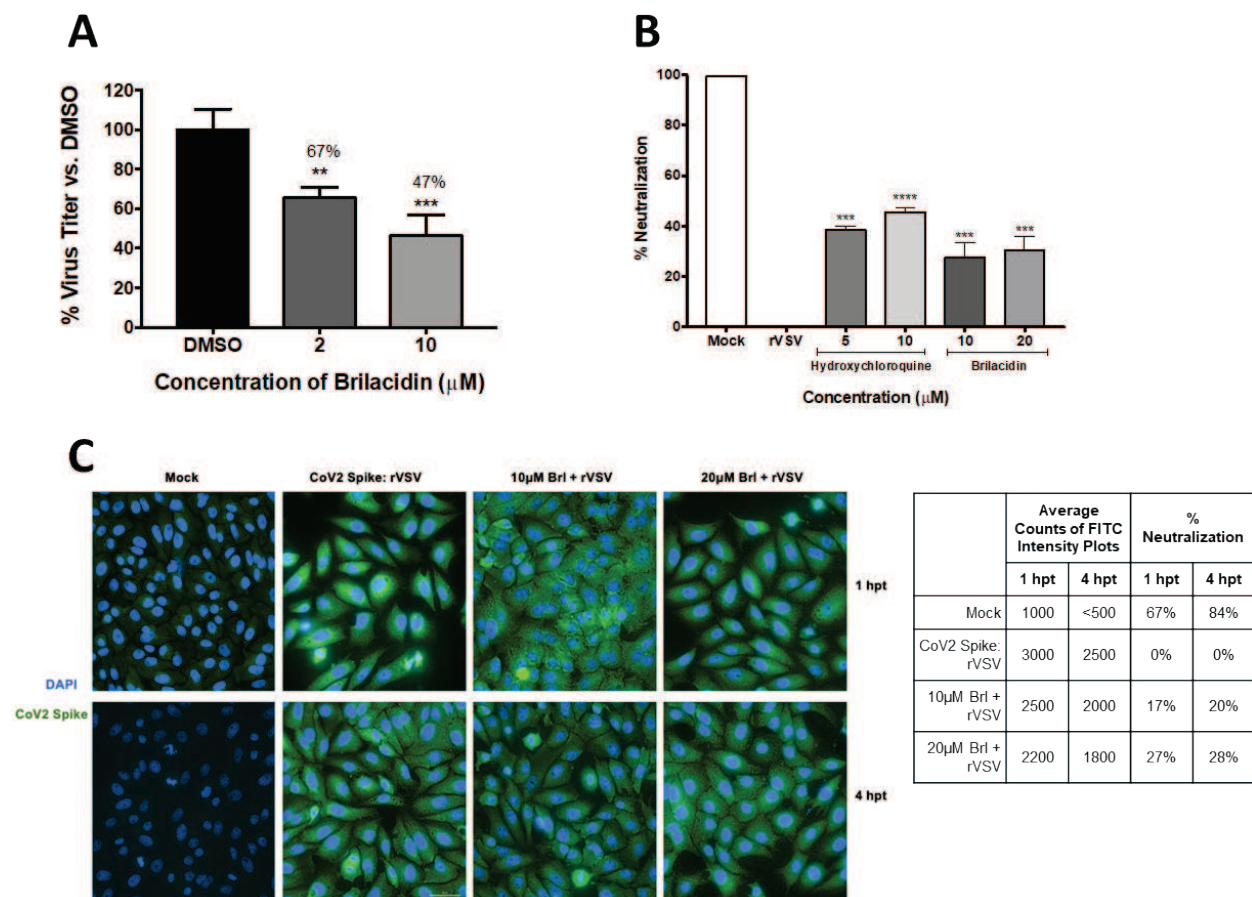 A
120
100
80
60
40
20
0
% Virus Titer vs. DMSO
67%
**
47%
***
DMSO
2
10
Concentration of Brilacidin (μM)
B
100
80
60
40
20
0
% Neutralization
***
****
***
***
Mock
rVSV
5
10
10
20
Hydroxychloroquine
Brilacidin
Concentration (μM)
C
Mock
CoV2 Spike: rVSV
10μM Brl + rVSV
20μM Brl + rVSV
1 hpt
DAPI
CoV2 Spike
4 hpt
Average Counts of FITC Intensity Plots
% Neutralization
1 hpt 4 hpt 1 hpt 4 hpt
Mock 1000 <500 67% 84%
CoV2 Spike: rVSV 3000 2500 0% 0%
10μM Brl + rVSV 2500 2000 17% 20%
20μM Brl + rVSV 2200 1800 27% 28%